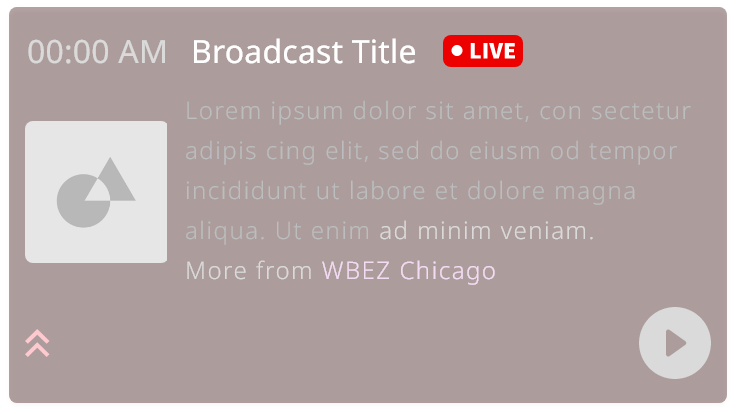 00:00 AM Broadcast Title LIVE
Lorem ipsum dolor sit amet, con sectetur
adipis cing elit, sed do eiusm od tempor
incididunt ut labore et dolore magna
aliqua. Ut enim ad minim veniam.
More from WBEZ Chicago